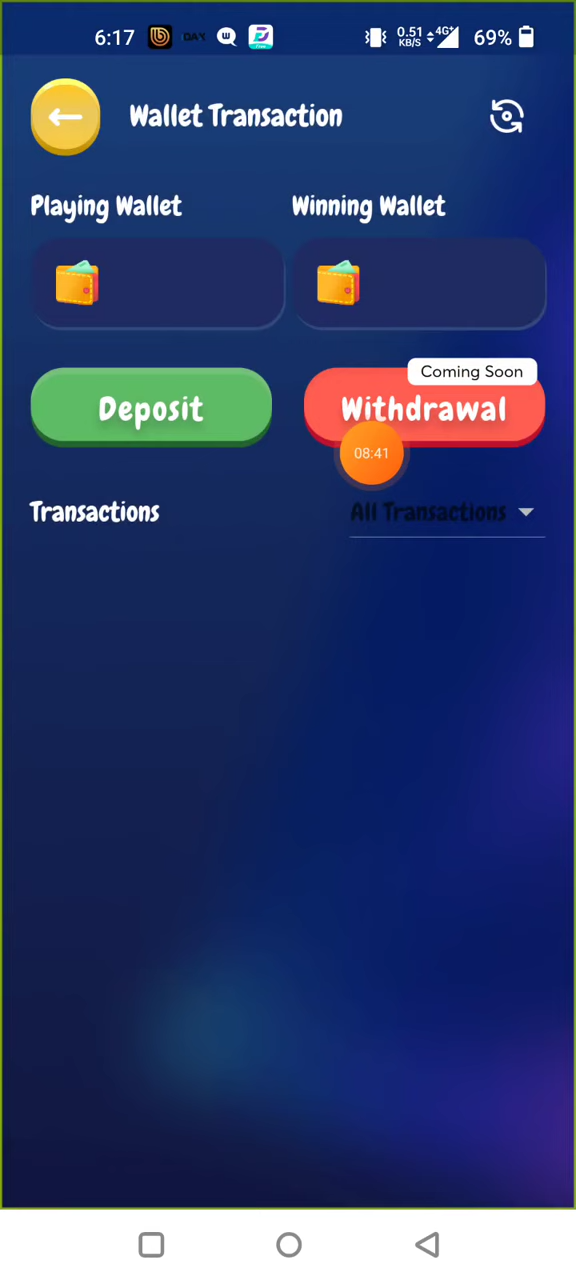 6:17 DAX 0.51 KB/S 4G+ 69%
Wallet Transaction
Playing Wallet Winning Wallet
Coming Soon
Deposit Withdrawal
08:41
Transactions All Transactions